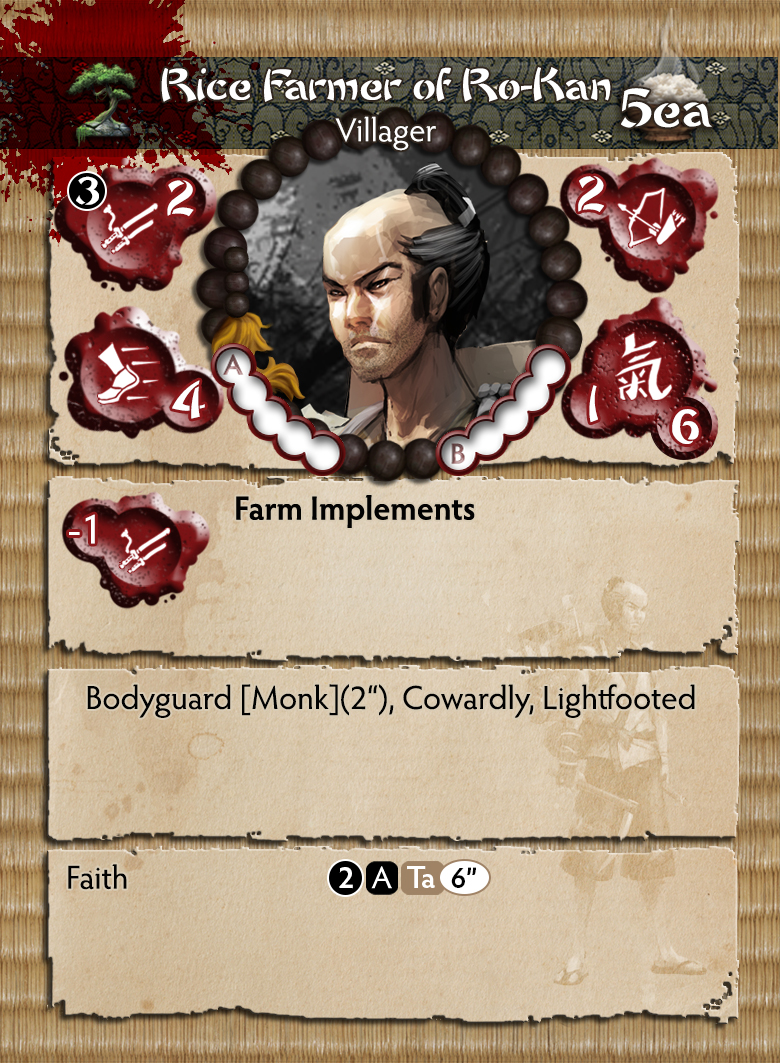 Rice Farmer of Ro-Kan
5ea
Villager
3 2
2
4
A
B
氣
1
6
-1
Farm Implements
Bodyguard [Monk](2"), Cowardly, Lightfooted
Faith 2 A Ta 6"